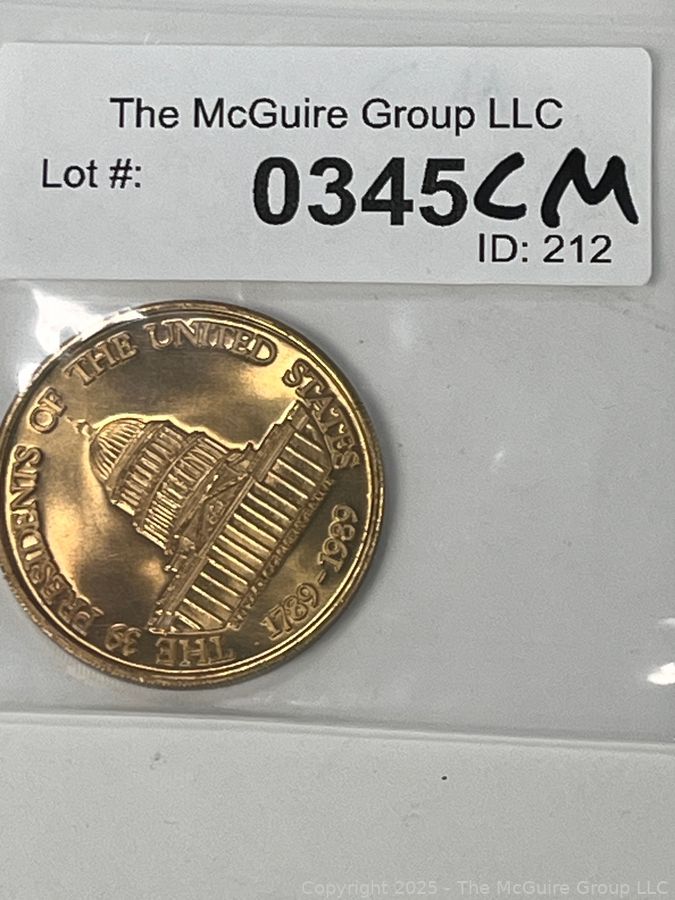 The McGuire Group LLC
Lot #: 0345CM
ID: 212
THE 39 PRESIDENTS OF THE UNITED STATES
1789-1989
Copyright 2025 - The McGuire Group LLC